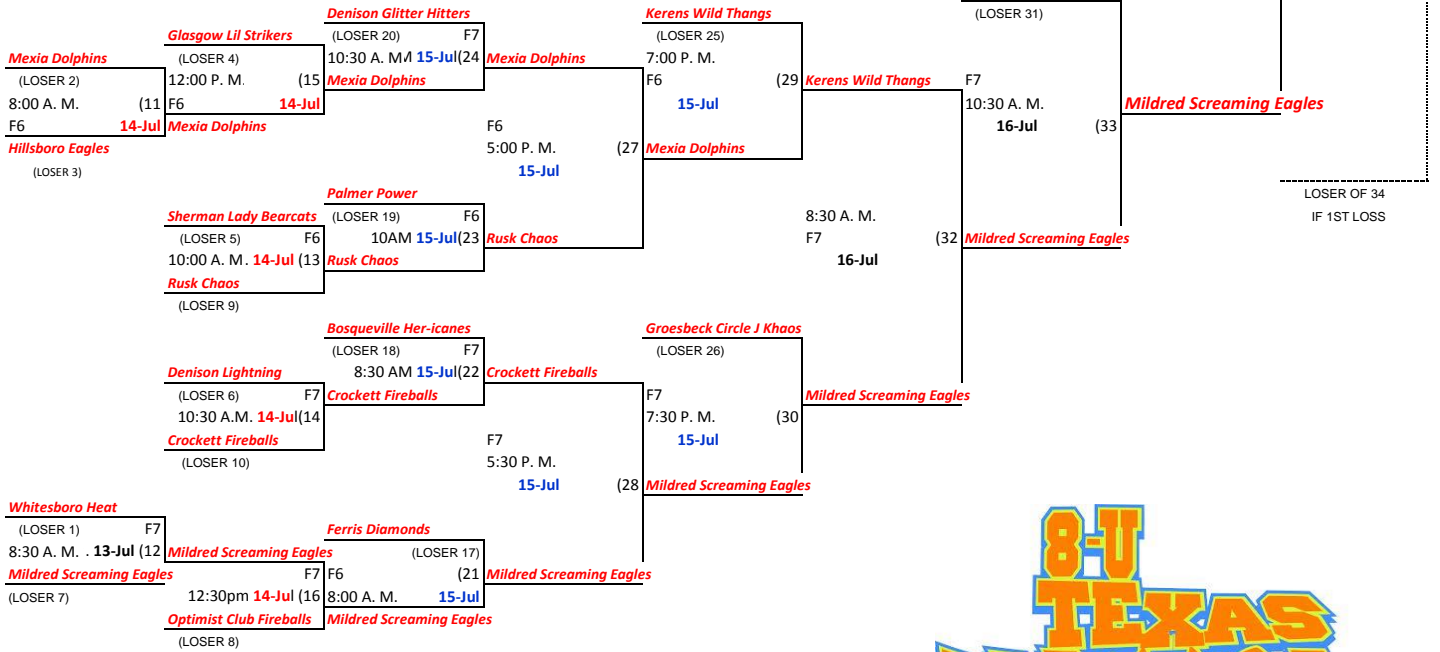 Denison Glitter Hitters
Kerens Wild Thangs
(LOSER 31)
Glasgow Lil Strikers
(LOSER 20) F7
(LOSER 25)
Mexia Dolphins
(LOSER 4)
10:30 A. M. 15-Jul(24
Mexia Dolphins
7:00 P. M.
(LOSER 2)
12:00 P. M. (15
Mexia Dolphins
F6 (29
Kerens Wild Thangs
F7
8:00 A. M. (11
F6 14-Jul
15-Jul
10:30 A. M.
Mildred Screaming Eagles
F6 14-Jul
Mexia Dolphins
F6
16-Jul (33
Hillsboro Eagles
5:00 P. M. (27
Mexia Dolphins
(LOSER 3)
15-Jul
Palmer Power
LOSER OF 34
Sherman Lady Bearcats
(LOSER 19) F6
8:30 A. M.
IF 1ST LOSS
(LOSER 5) F6
10AM 15-Jul(23
Rusk Chaos
F7 (32
Mildred Screaming Eagles
10:00 A. M. 14-Jul (13
Rusk Chaos
16-Jul
Rusk Chaos
(LOSER 9)
Bosqueville Her-icanes
Groesbeck Circle J Khaos
(LOSER 18) F7
(LOSER 26)
Denison Lightning
8:30 AM 15-Jul(22
Crockett Fireballs
(LOSER 6) F7
Crockett Fireballs
F7
Mildred Screaming Eagles
10:30 A.M. 14-Jul(14
7:30 P. M. (30
Crockett Fireballs
F7
15-Jul
(LOSER 10)
5:30 P. M.
15-Jul (28
Mildred Screaming Eagles
Whitesboro Heat
(LOSER 1) F7
Ferris Diamonds
8:30 A. M. . 13-Jul (12
Mildred Screaming Eagles
(LOSER 17)
Mildred Screaming Eagles
F7
F6 (21
Mildred Screaming Eagles
(LOSER 7)
12:30pm 14-Jul (16
8:00 A. M. 15-Jul
Optimist Club Fireballs
Mildred Screaming Eagles
(LOSER 8)
8-U
TEXAS